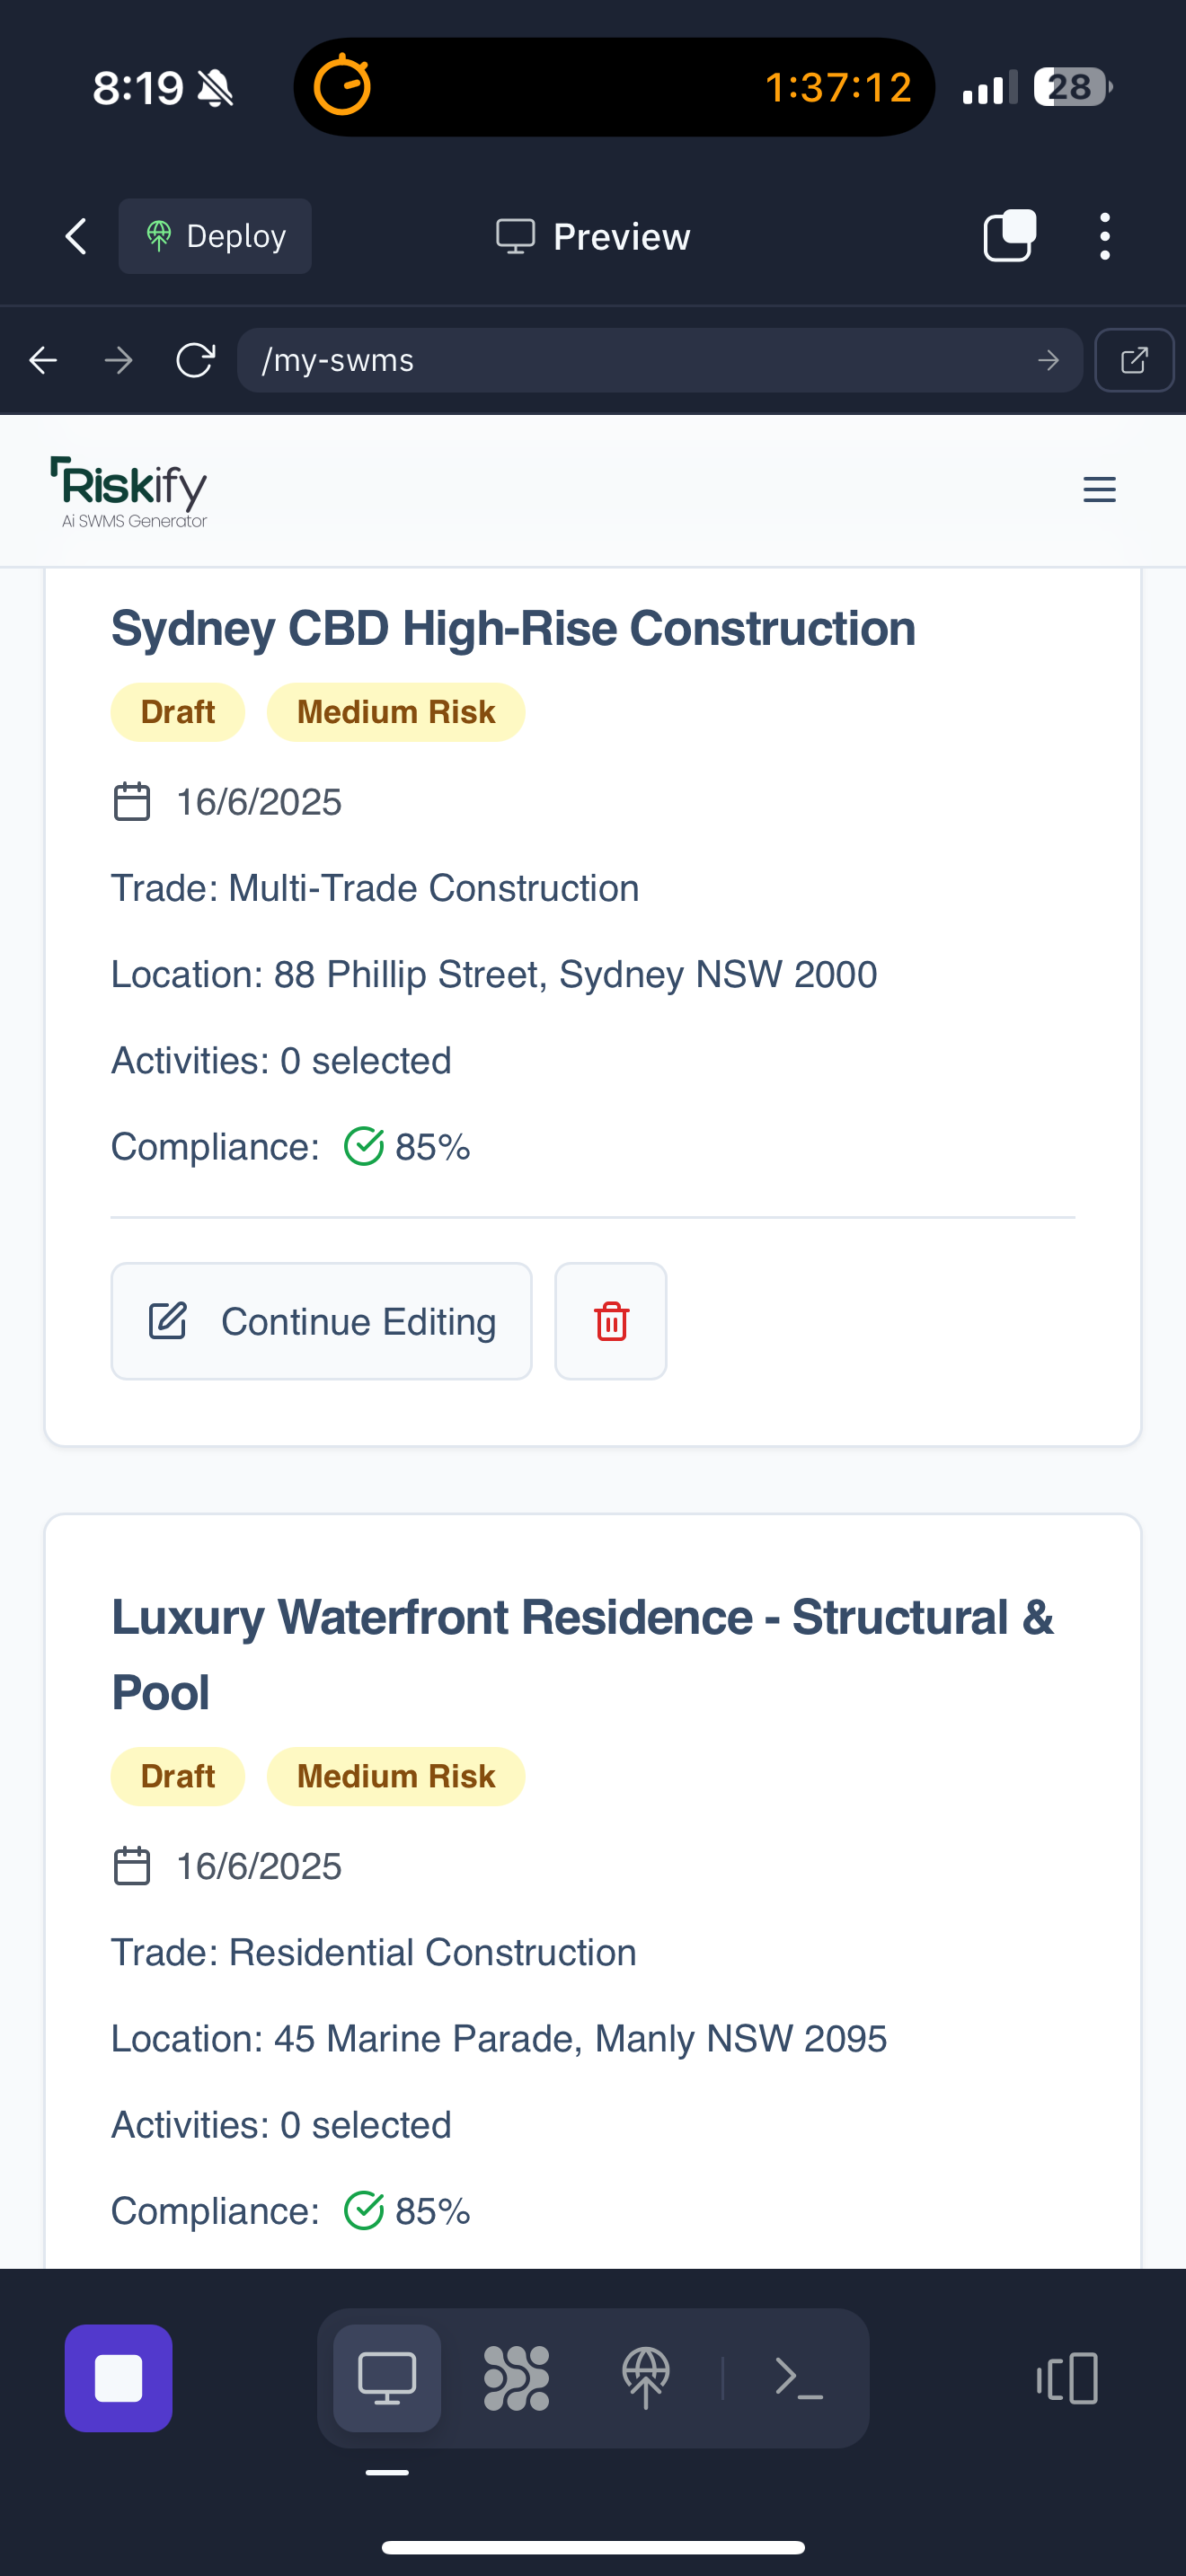 8:19
1:37:12
28
Deploy
Preview
/my-swms
Riskify
Ai SWMS Generator
Sydney CBD High-Rise Construction
Draft
Medium Risk
16/6/2025
Trade: Multi-Trade Construction
Location: 88 Phillip Street, Sydney NSW 2000
Activities: 0 selected
Compliance: 85%
Continue Editing
Luxury Waterfront Residence - Structural &
Pool
Draft
Medium Risk
16/6/2025
Trade: Residential Construction
Location: 45 Marine Parade, Manly NSW 2095
Activities: 0 selected
Compliance: 85%